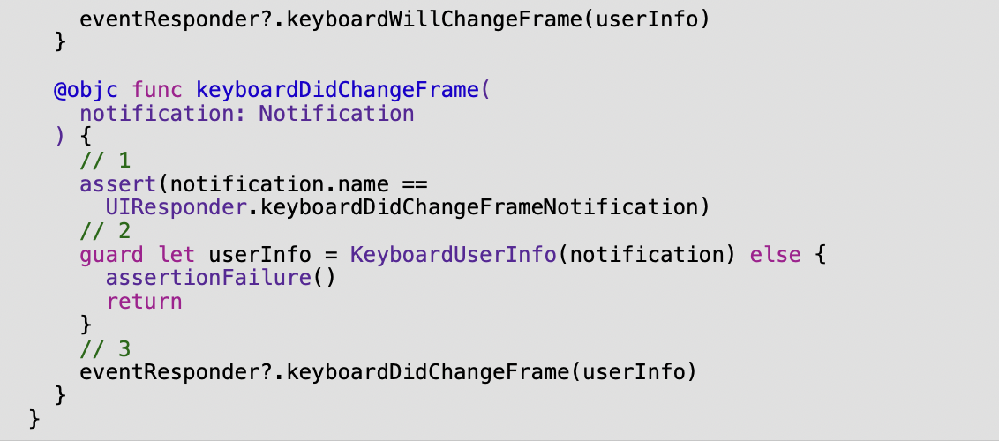 eventResponder?.keyboardWillChangeFrame(userInfo)
}
@objc func keyboardDidChangeFrame(
notification: Notification
) {
// 1
assert(notification.name ==
UIResponder.keyboardDidChangeFrameNotification)
// 2
guard let userInfo = KeyboardUserInfo(notification) else {
assertionFailure()
return
}
// 3
eventResponder?.keyboardDidChangeFrame(userInfo)
}
}